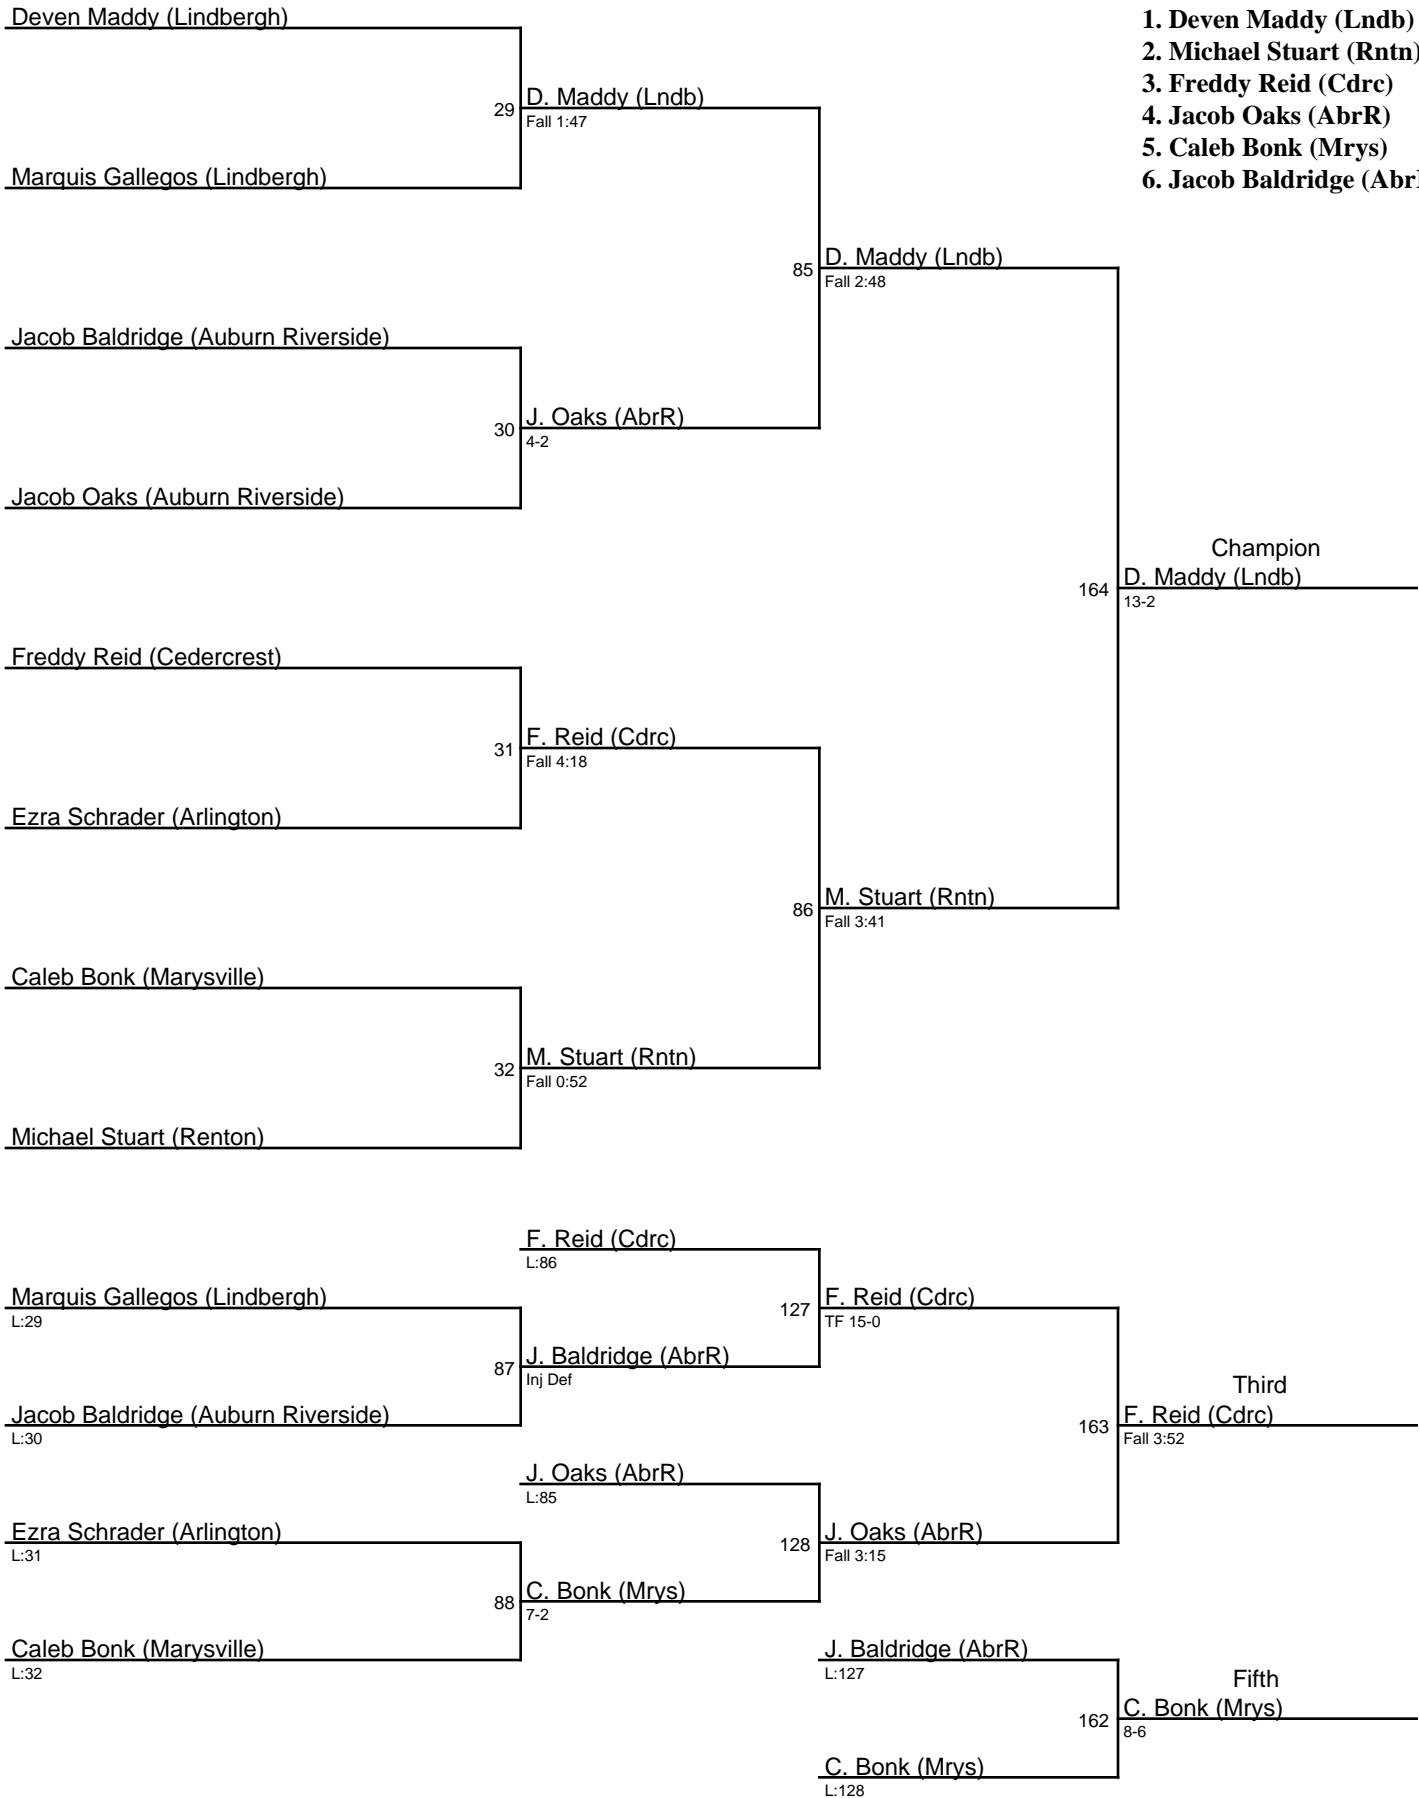 Deven Maddy (Lindbergh)
1. Deven Maddy (Lndb)
2. Michael Stuart (Rntn)
3. Freddy Reid (Cdrc)
4. Jacob Oaks (AbrR)
5. Caleb Bonk (Mrys)
6. Jacob Baldridge (Abr
29 D. Maddy (Lndb)
Fall 1:47
Marquis Gallegos (Lindbergh)
85 D. Maddy (Lndb)
Fall 2:48
Jacob Baldridge (Auburn Riverside)
30 J. Oaks (AbrR)
4-2
Jacob Oaks (Auburn Riverside)
Champion
164 D. Maddy (Lndb)
13-2
Freddy Reid (Cedercrest)
31 F. Reid (Cdrc)
Fall 4:18
Ezra Schrader (Arlington)
86 M. Stuart (Rntn)
Fall 3:41
Caleb Bonk (Marysville)
32 M. Stuart (Rntn)
Fall 0:52
Michael Stuart (Renton)
F. Reid (Cdrc)
L:86
Marquis Gallegos (Lindbergh)
L:29
127 F. Reid (Cdrc)
TF 15-0
87 J. Baldridge (AbrR)
Inj Def
Jacob Baldridge (Auburn Riverside)
L:30
Third
163 F. Reid (Cdrc)
Fall 3:52
J. Oaks (AbrR)
L:85
Ezra Schrader (Arlington)
L:31
128 J. Oaks (AbrR)
Fall 3:15
88 C. Bonk (Mrys)
7-2
Caleb Bonk (Marysville)
L:32
J. Baldridge (AbrR)
L:127
Fifth
162 C. Bonk (Mrys)
8-6
C. Bonk (Mrys)
L:128